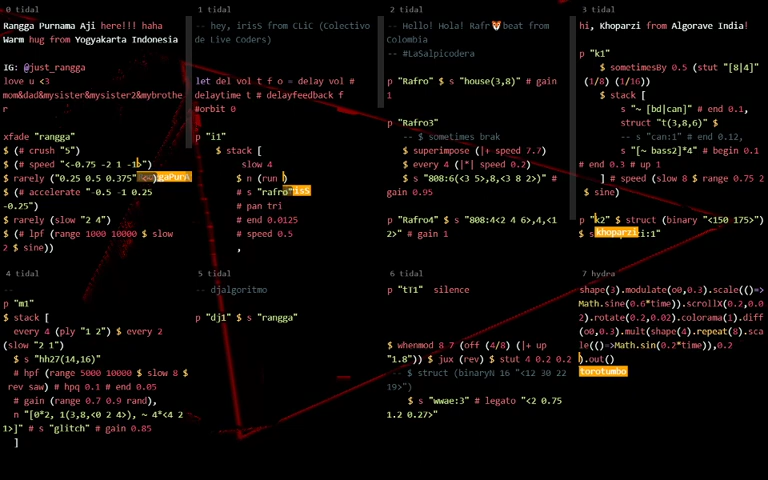 0 tidal
Rangga Purnama Aji here!!! haha
Warm hug from Yogyakarta Indonesia
IG: @just_rangga
love u <3
mom&dad&mysister&mysister2&mybrothe
r
xfade "rangga"
$ (# crush "5")
$ (# speed "<-0.75 -2 1 -1>")
$ rarely ("0.25 0.5 0.375"
$ (# accelerate "-0.5 -1 0.25
-0.25")
$ rarely (slow "2 4")
$ (# lpf (range 1000 10000 $ slow
2 $ sine))
1 tidal
-- hey, irisS from CLiC (Colectivo
de Live Coders)
let del vol t f o = delay vol #
delaytime t # delayfeedback f
#orbit 0
p "i1"
$ stack [
slow 4
$ n (run )
# s "rafro"
irisS
# pan tri
# end 0.0125
# speed 0.5
,
2 tidal
-- Hello! Hola! Rafr🦊beat from
Colombia
-- #LaSalpicodera
p "Rafro" $ s "house(3,8)" # gain
1
p "Rafro3"
-- $ sometimes brak
$ superimpose (|+ speed 7.7)
$ every 4 (|*| speed 0.2)
$ s "808:6(<3 5>,8,<3 8 2>)" #
gain 0.95
p "Rafro4" $ s "808:4<2 4 6>,4,<1
2>" # gain 1
3 tidal
hi, Khoparzi from Algorave India!
p "k1"
$ sometimesBy 0.5 (stut "[8|4]"
(1/8) (1/16))
$ stack [
s "~ [bd|can]" # end 0.1,
struct "t(3,8,6)" $
-- s "can:1" # end 0.12,
s "[~ bass2]*4" # begin 0.1
# end 0.3 # up 1
] # speed (slow 8 $ range 0.75 2
$ sine)
p "k2" $ struct (binary "<150 175>")
$ s
khoparzi
:1"
4 tidal
--
p "m1"
$ stack [
every 4 (ply "1 2") $ every 2
(slow "2 1")
$ s "hh27(14,16)"
# hpf (range 5000 10000 $ slow 8 $
rev saw) # hpq 0.1 # end 0.05
# gain (range 0.7 0.9 rand),
n "[0*2, 1(3,8,<0 2 4>), ~ 4*<4 2
1>]" # s "glitch" # gain 0.85
]
5 tidal
-- djalgoritmo
p "dj1" $ s "rangga"
6 tidal
p "tT1" silence
$ whenmod 8 7 (off (4/8) (|+ up
"1.8")) $ jux (rev) $ stut 4 0.2 0.2
-- $ struct (binaryN 16 "<12 30 22
19>")
$ s "wwae:3" # legato "<2 0.75
1.2 0.27>"
7 hydra
shape(3).modulate(o0,0.3).scale(()=>
Math.sin(0.6*time)).scrollX(0.2,0.0
2).rotate(0.2,0.02).colorama(1).diff
(o0,0.3).mult(shape(4).repeat(8).sca
le(()=>Math.sin(0.2*time)),0.2
).out()
torotumbo